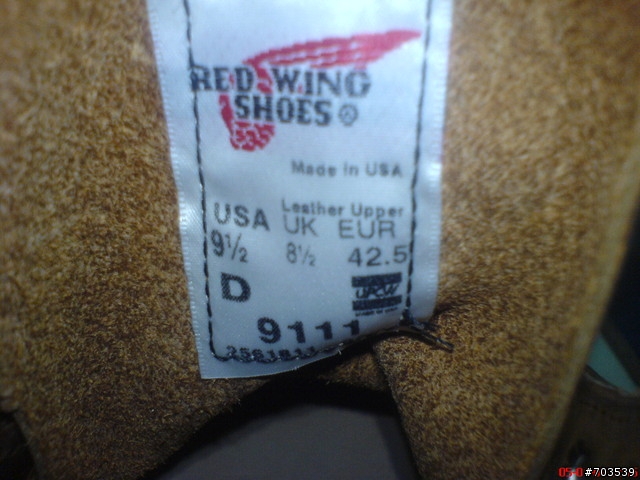 RED WING
SHOES
Made in USA
Leather Upper
USA UK EUR
9½ 8½ 42.5
D
9111
#703539